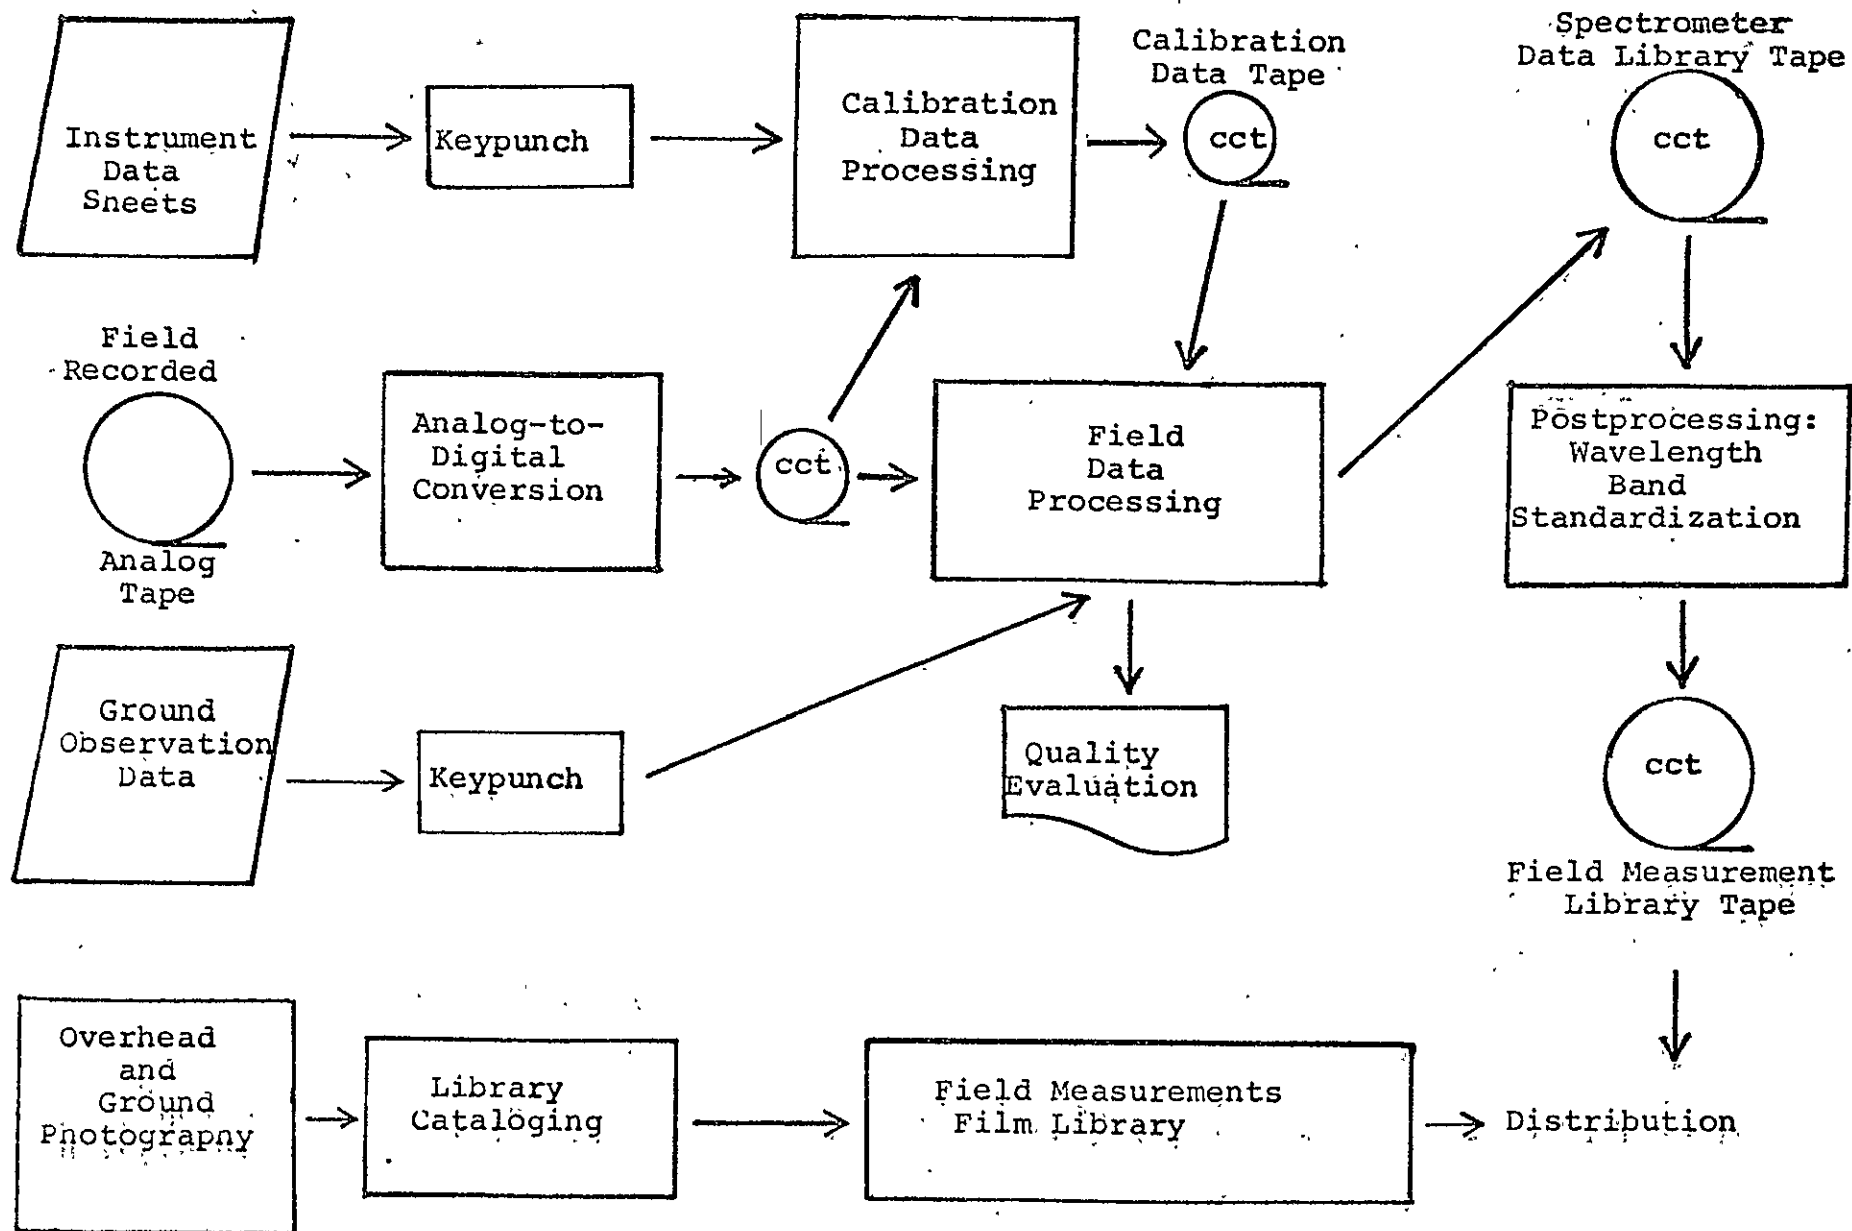 Instrument
Data
Sneets
Keypunch
Calibration
Data
Processing
Calibration
Data Tape
cct
Spectrometer
Data Library Tape
cct
Field
Recorded
Analog
Tape
Analog-to-
Digital
Conversion
cct
Field
Data
Processing
Postprocessing:
Wavelength
Band
Standardization
Ground
Observation
Data
Keypunch
Quality
Evaluation
cct
Field Measurement
Library Tape
Overhead
and
Ground
Photograpny
Library
Cataloging
Field Measurements
Film Library
Distribution